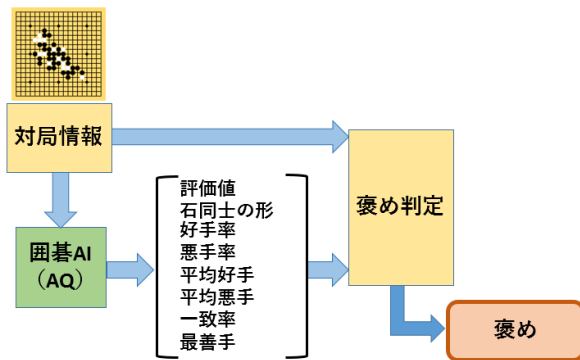 対局情報
囲碁AI
（AQ）
評価値
石同士の形
好手率
悪手率
平均好手
平均悪手
一致率
最善手
褒め判定
褒め